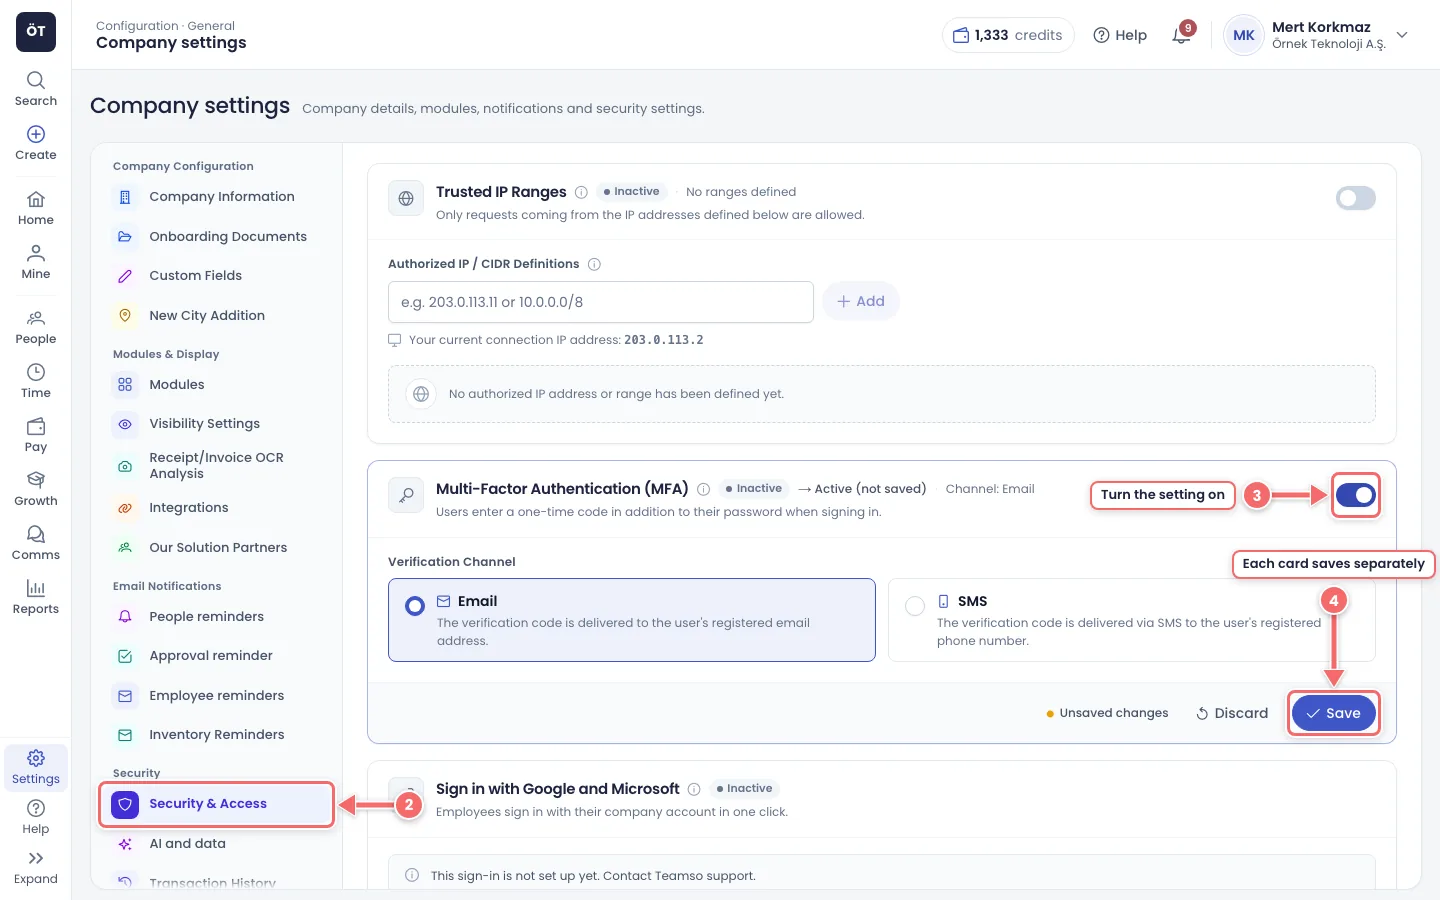 ÖT
Configuration · General
Company settings
1,333 credits
Help
9
MK
Mert Korkmaz
Örnek Teknoloji A.Ş.
Search
Create
Home
Mine
People
Time
Pay
Growth
Comms
Reports
Settings
Help
Expand
Company settings
Company details, modules, notifications and security settings.
Company Configuration
Company Information
Onboarding Documents
Custom Fields
New City Addition
Modules & Display
Modules
Visibility Settings
Receipt/Invoice OCR
Analysis
Integrations
Our Solution Partners
Email Notifications
People reminders
Approval reminder
Employee reminders
Inventory Reminders
Security
Security & Access
AI and data
Transaction History
2
Trusted IP Ranges
Inactive · No ranges defined
Only requests coming from the IP addresses defined below are allowed.
Authorized IP / CIDR Definitions
e.g. 203.0.113.11 or 10.0.0.0/8
+ Add
Your current connection IP address: 203.0.113.2
No authorized IP address or range has been defined yet.
Multi-Factor Authentication (MFA)
Inactive → Active (not saved) · Channel: Email
Users enter a one-time code in addition to their password when signing in.
Turn the setting on
3
Verification Channel
Each card saves separately
4
Email
The verification code is delivered to the user's registered email
address.
SMS
The verification code is delivered via SMS to the user's registered
phone number.
Unsaved changes
Discard
Save
Sign in with Google and Microsoft
Inactive
Employees sign in with their company account in one click.
This sign-in is not set up yet. Contact Teamso support.